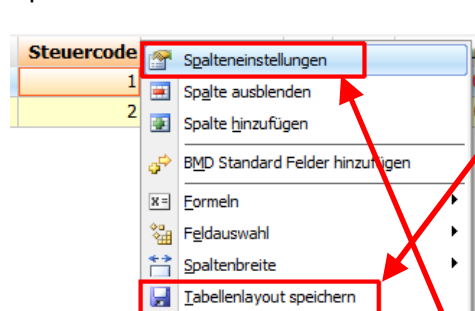 Steuercode
Spalteneinstellungen
1
Spalte ausblenden
2
Spalte hinzufügen
BMD Standard Felder hinzufügen
Formeln
Feldauswahl
Spaltenbreite
Tabellenlayout speichern